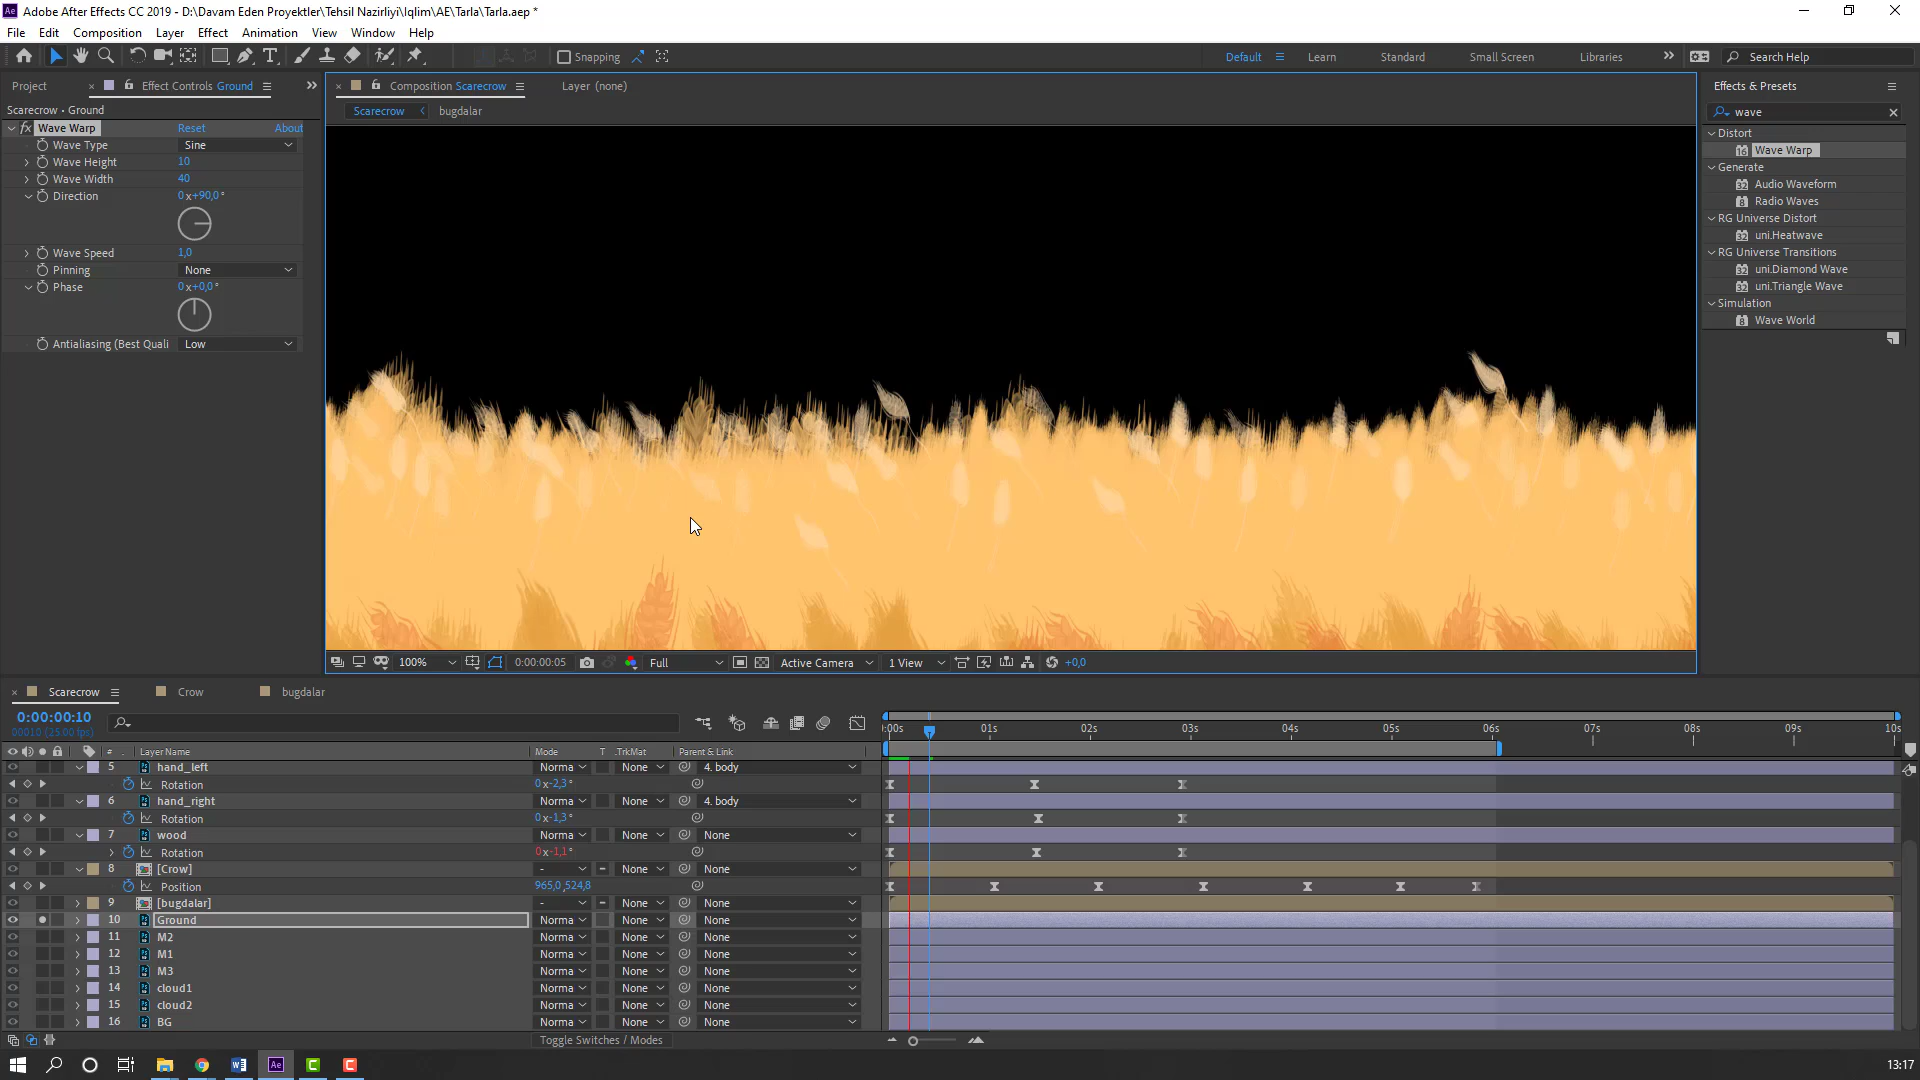 Adobe After Effects CC 2019 - D:\Davam Eden Proyektler\Tehsil Nazirliyi\Iqlim\AE\Tarla\Tarla.aep *
File Edit Composition Layer Effect Animation View Window Help
Snapping Default Learn Standard Small Screen Libraries Search Help
Project Effect Controls Ground
Composition Scarecrow Layer (none)
Effects & Presets
Scarecrow • Ground
Scarecrow bugdalar
wave
fx Wave Warp Reset About
Wave Type Sine
Wave Height 10
Wave Width 40
Direction 0x+90,0°
Wave Speed 1,0
Pinning None
Phase 0x+0,0°
Antialiasing (Best Quali Low
Distort
Wave Warp
Generate
Audio Waveform
Radio Waves
RG Universe Distort
uni.Heatwave
RG Universe Transitions
uni.Diamond Wave
uni.Triangle Wave
Simulation
Wave World
100% 0:00:00:05 Full Active Camera 1 View +0,0
Scarecrow Crow bugdalar
0:00:00:10
00010 (25.00 fps)
:00s 01s 02s 03s 04s 05s 06s 07s 08s 09s 10s
# Layer Name Mode T .TrkMat Parent & Link
5 hand_left Norma None 4. body
Rotation 0x-2,3°
6 hand_right Norma None 4. body
Rotation 0x-1,3°
7 wood Norma None None
Rotation 0x-1,1°
8 [Crow] - None None
Position 965,0,524,8
9 [bugdalar] - None None
10 Ground Norma None None
11 M2 Norma None None
12 M1 Norma None None
13 M3 Norma None None
14 cloud1 Norma None None
15 cloud2 Norma None None
16 BG Norma None None
Toggle Switches / Modes
13:17